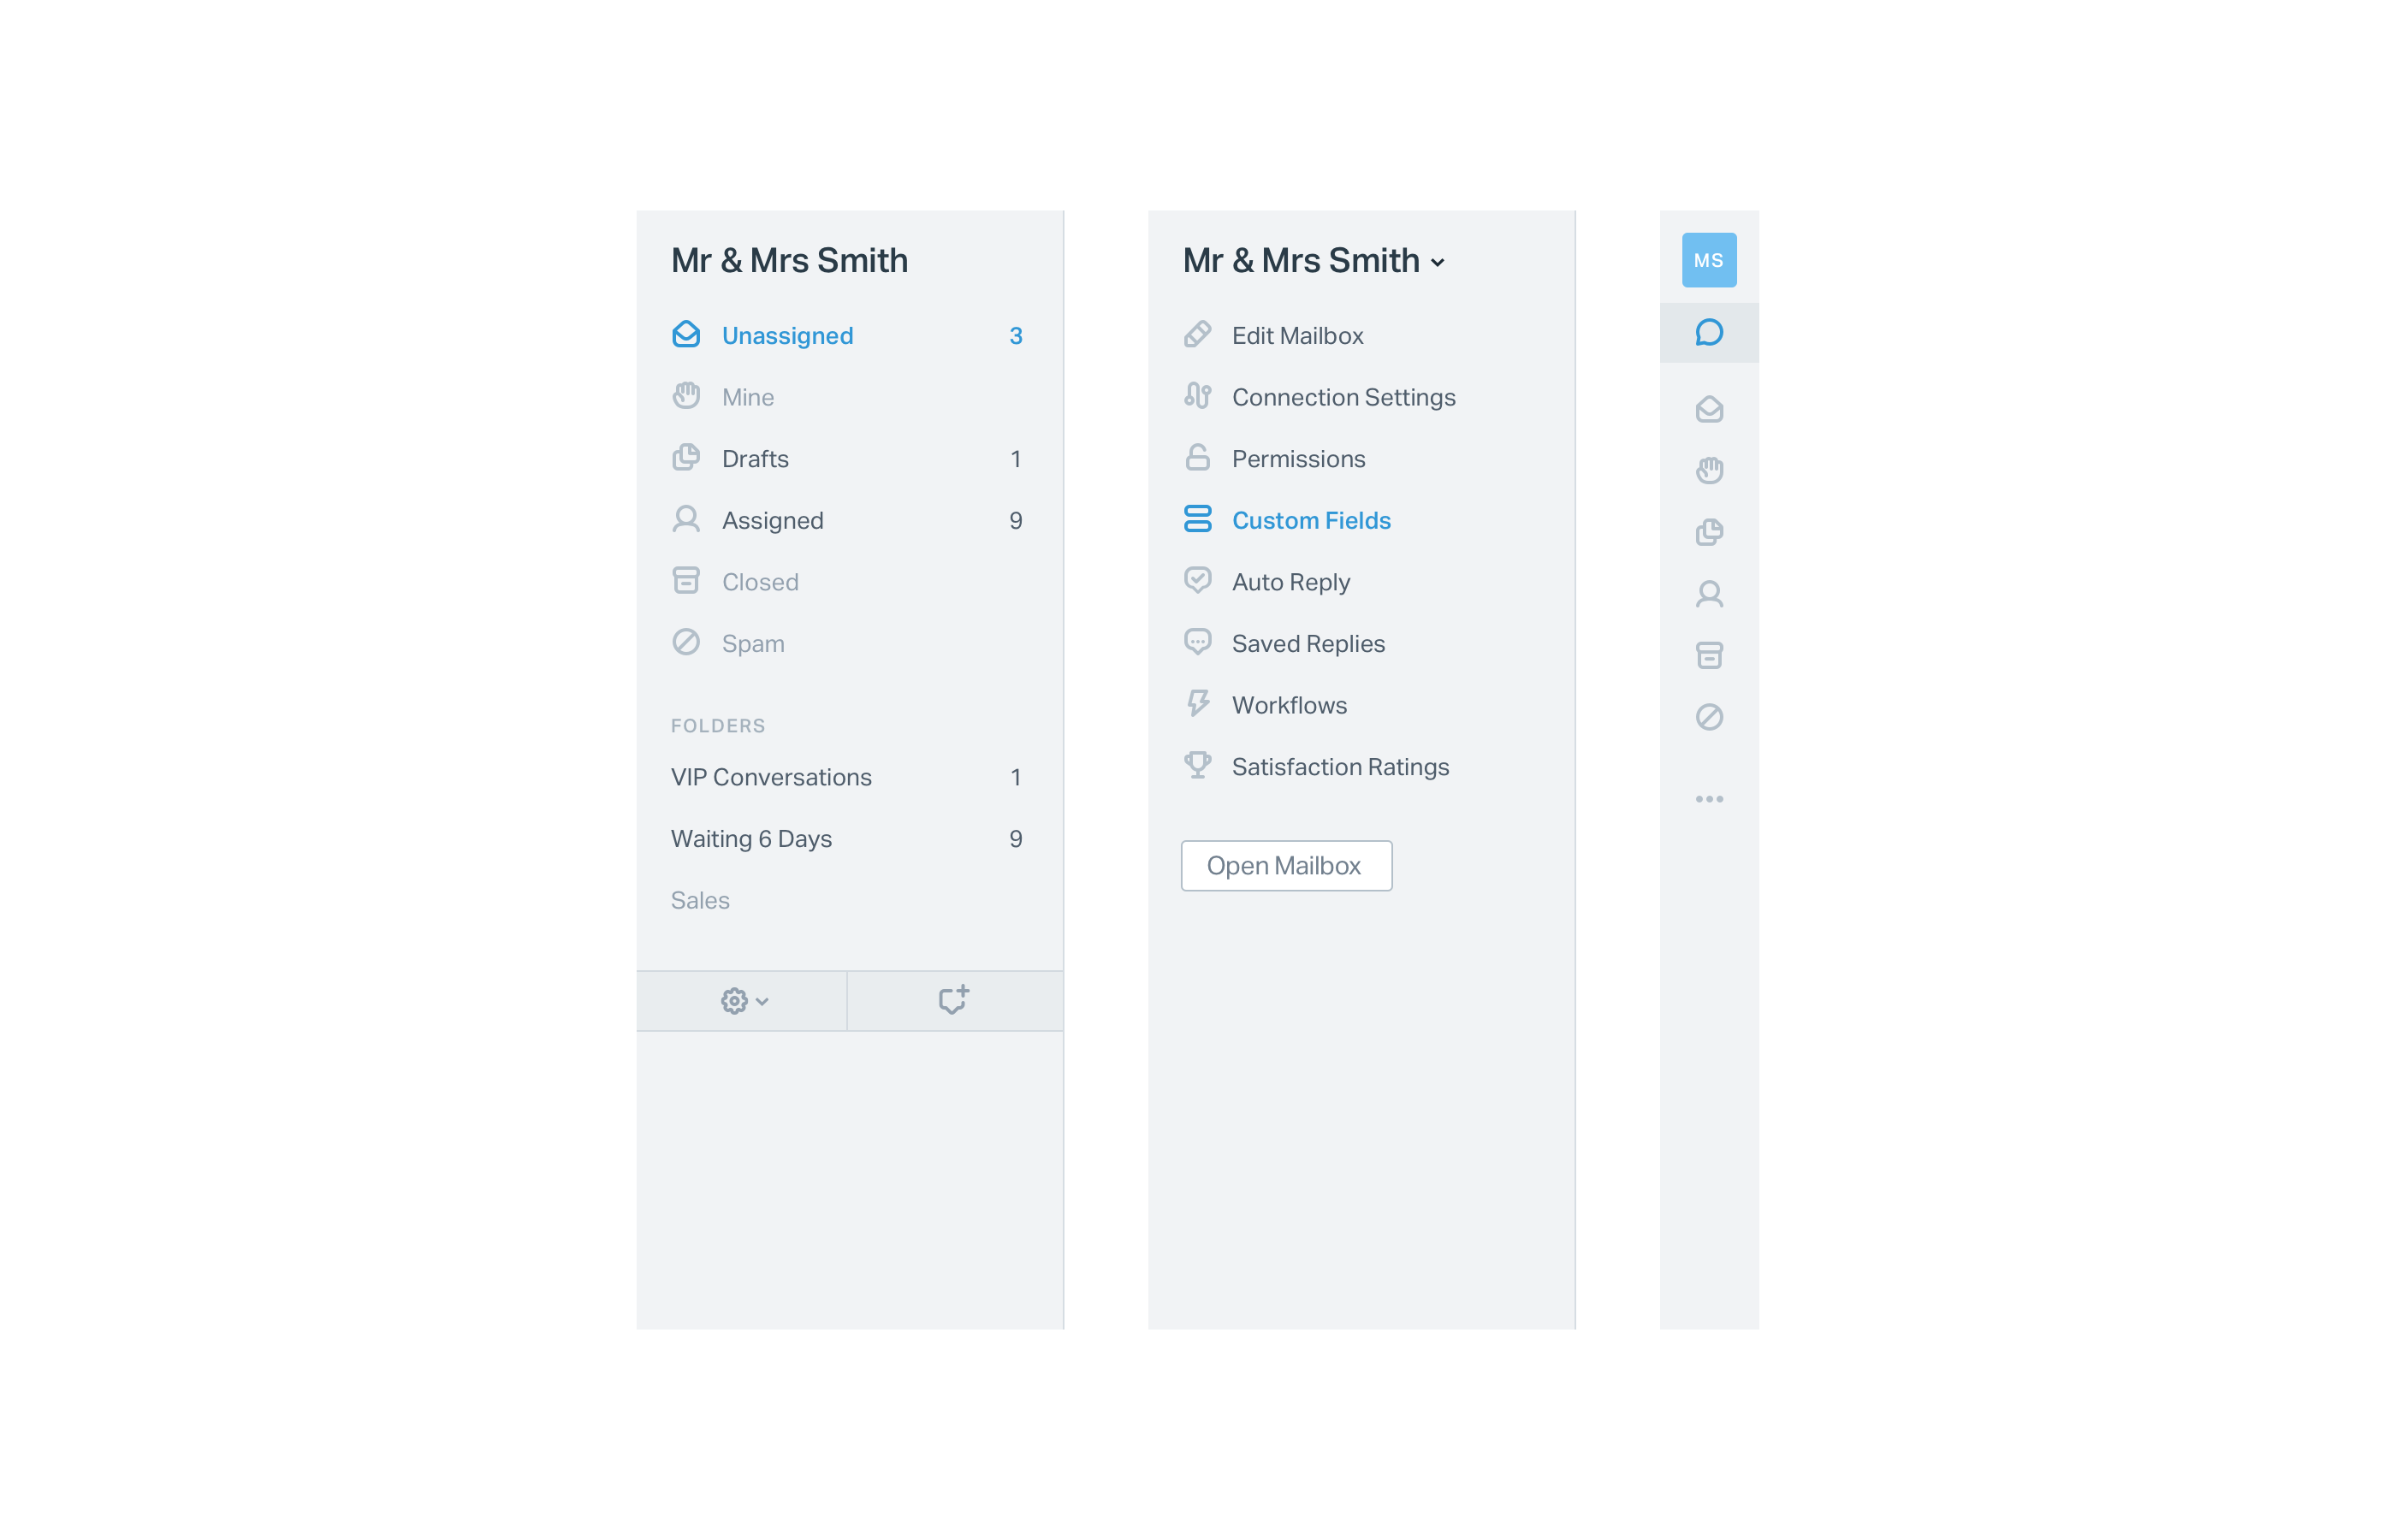 Mr & Mrs Smith
Unassigned 3
Mine
Drafts 1
Assigned 9
Closed
Spam
FOLDERS
VIP Conversations 1
Waiting 6 Days 9
Sales
Mr & Mrs Smith
Edit Mailbox
Connection Settings
Permissions
Custom Fields
Auto Reply
Saved Replies
Workflows
Satisfaction Ratings
Open Mailbox
MS